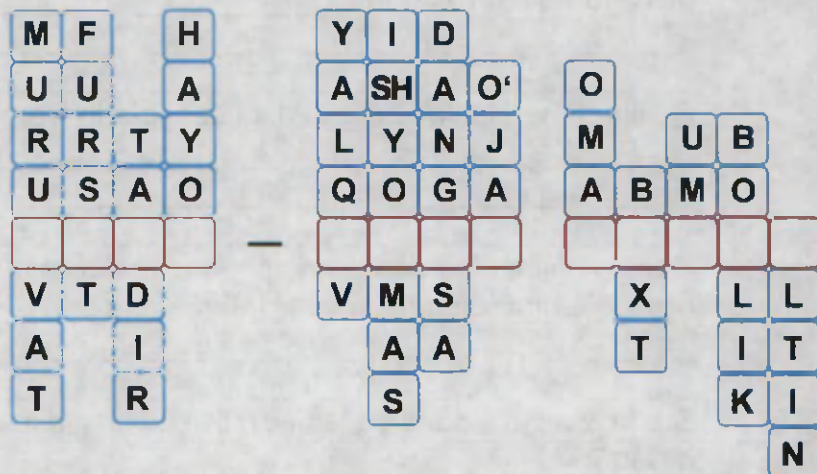 M F H Y I D
U U A A SH A O‘ O
R R T Y L Y N J M U B
U S A O Q O G A A B M O
—
V T D V M S X L L
A I A A T I T
T R S K I
N